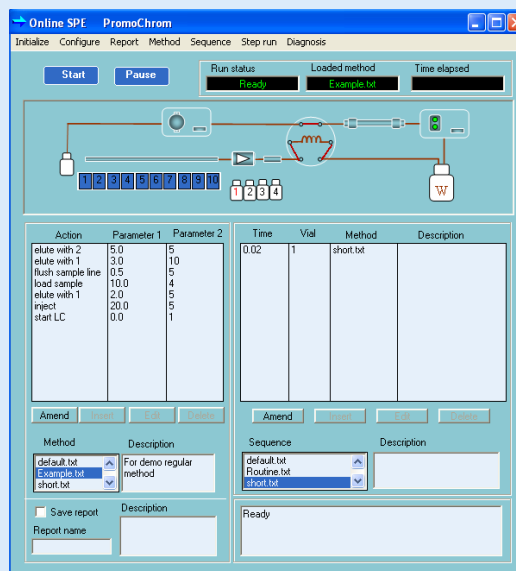 Online SPE PromoChrom
Initialize Configure Report Method Sequence Step run Diagnosis
Start Pause
Run status Loaded method Time elapsed
Ready Example.txt
1 2 3 4 5 6 7 8 9 10
1 2 3 4
W
Action Parameter 1 Parameter 2
elute with 2 5.0 5
elute with 1 3.0 10
flush sample line 0.5 5
load sample 10.0 4
elute with 1 2.0 5
inject 20.0 5
start LC 0.0 1
Time Vial Method Description
0.02 1 short.txt
Amend Insert Edit Delete
Amend Insert Edit Delete
Method Description
default.txt
Example.txt
short.txt
For demo regular
method
Sequence Description
default.txt
Routine.txt
short.txt
Save report Description
Report name
Ready